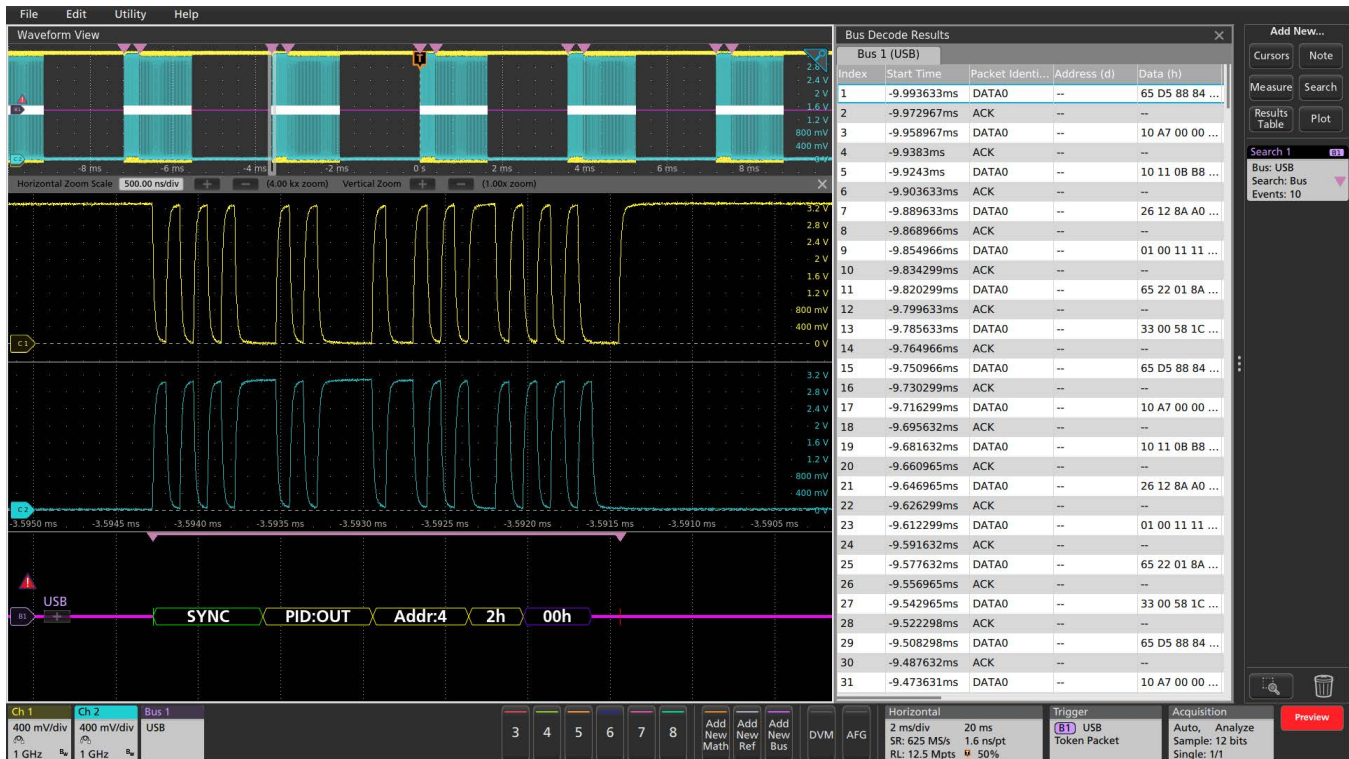 File Edit Utility Help
Waveform View
2.8 V
2.4 V
2 V
1.6 V
1.2 V
800 mV
400 mV
0 V
-8 ms -6 ms -4 ms -2 ms 0 s 2 ms 4 ms 6 ms 8 ms
Horizontal Zoom Scale 500.00 ns/div + - (4.00 kx zoom) Vertical Zoom + - (1.00x zoom)
3.2 V
2.8 V
2.4 V
2 V
1.6 V
1.2 V
800 mV
400 mV
C 1 0 V
3.2 V
2.8 V
2.4 V
2 V
1.6 V
1.2 V
800 mV
400 mV
C 2 0 V
-3.5950 ms -3.5945 ms -3.5940 ms -3.5935 ms -3.5930 ms -3.5925 ms -3.5920 ms -3.5915 ms -3.5910 ms -3.5905 ms
USB
B1 + SYNC PID:OUT Addr:4 2h 00h
Bus Decode Results
Bus 1 (USB)
Index Start Time Packet Identi... Address (d) Data (h)
1 -9.993633ms DATA0 -- 65 D5 88 84 ...
2 -9.972967ms ACK -- --
3 -9.958967ms DATA0 -- 10 A7 00 00 ...
4 -9.9383ms ACK -- --
5 -9.9243ms DATA0 -- 10 11 0B B8 ...
6 -9.903633ms ACK -- --
7 -9.889633ms DATA0 -- 26 12 8A A0 ...
8 -9.868966ms ACK -- --
9 -9.854966ms DATA0 -- 01 00 11 11 ...
10 -9.834299ms ACK -- --
11 -9.820299ms DATA0 -- 65 22 01 8A ...
12 -9.799633ms ACK -- --
13 -9.785633ms DATA0 -- 33 00 58 1C ...
14 -9.764966ms ACK -- --
15 -9.750966ms DATA0 -- 65 D5 88 84 ...
16 -9.730299ms ACK -- --
17 -9.716299ms DATA0 -- 10 A7 00 00 ...
18 -9.695632ms ACK -- --
19 -9.681632ms DATA0 -- 10 11 0B B8 ...
20 -9.660965ms ACK -- --
21 -9.646965ms DATA0 -- 26 12 8A A0 ...
22 -9.626299ms ACK -- --
23 -9.612299ms DATA0 -- 01 00 11 11 ...
24 -9.591632ms ACK -- --
25 -9.577632ms DATA0 -- 65 22 01 8A ...
26 -9.556965ms ACK -- --
27 -9.542965ms DATA0 -- 33 00 58 1C ...
28 -9.522298ms ACK -- --
29 -9.508298ms DATA0 -- 65 D5 88 84 ...
30 -9.487632ms ACK -- --
31 -9.473631ms DATA0 -- 10 A7 00 00 ...
Add New...
Cursors Note
Measure Search
Results Table Plot
Search 1 B1
Bus: USB
Search: Bus
Events: 10
Ch 1
400 mV/div
1 GHz Bw
Ch 2
400 mV/div
1 GHz Bw
Bus 1
USB
3 4 5 6 7 8
Add New Math
Add New Ref
Add New Bus
DVM AFG
Horizontal
2 ms/div 20 ms
SR: 625 MS/s 1.6 ns/pt
RL: 12.5 Mpts 50%
Trigger
B1 USB
Token Packet
Acquisition
Auto, Analyze
Sample: 12 bits
Single: 1/1
Preview